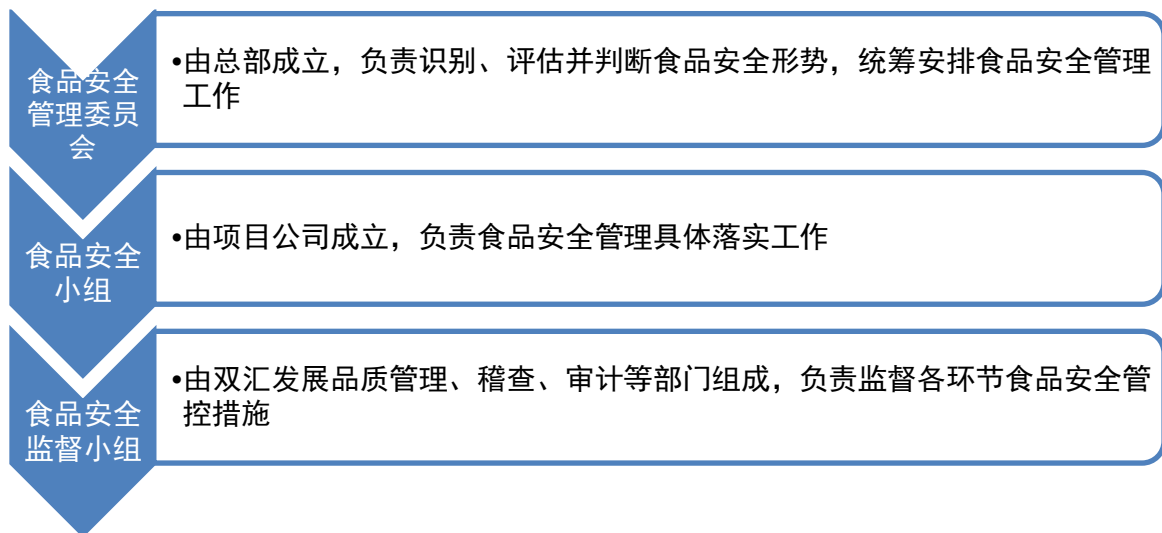 食品安全
管理委员
会
•由总部成立，负责识别、评估并判断食品安全形势，统筹安排食品安全管理
工作
食品安全
小组
•由项目公司成立，负责食品安全管理具体落实工作
食品安全
监督小组
•由双汇发展品质管理、稽查、审计等部门组成，负责监督各环节食品安全管
控措施